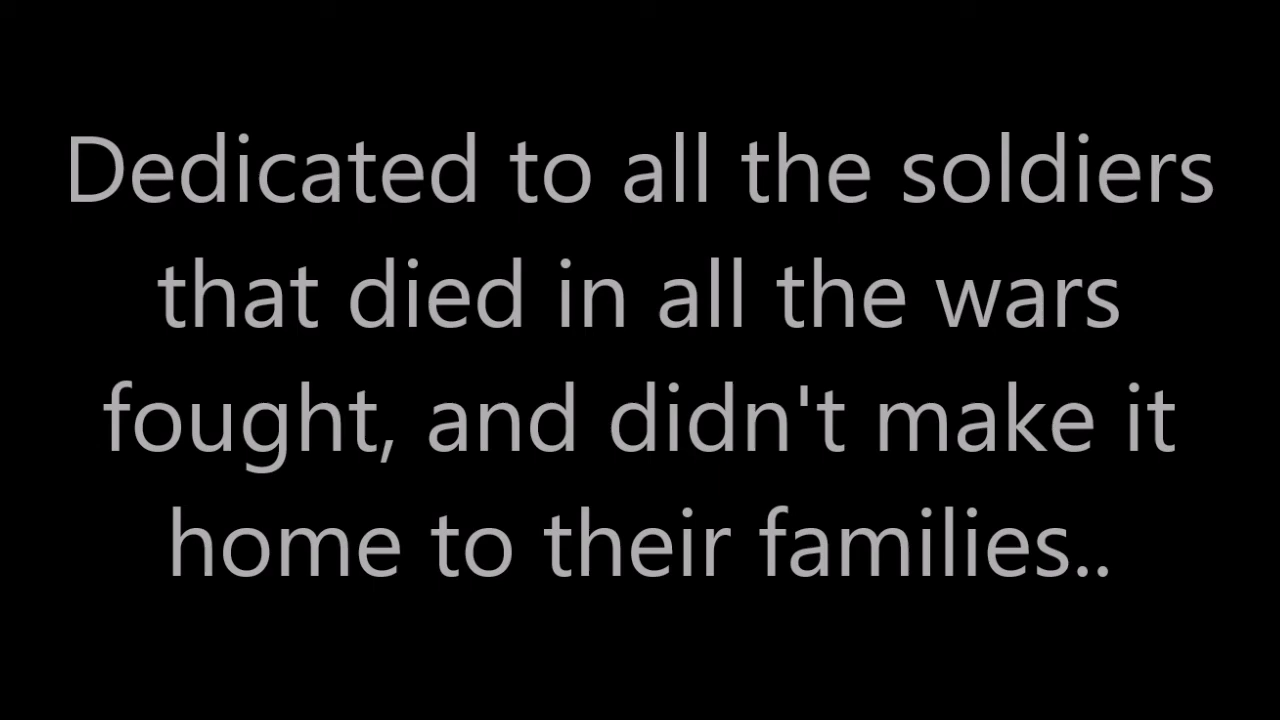 Dedicated to all the soldiers
that died in all the wars
fought, and didn't make it
home to their families..